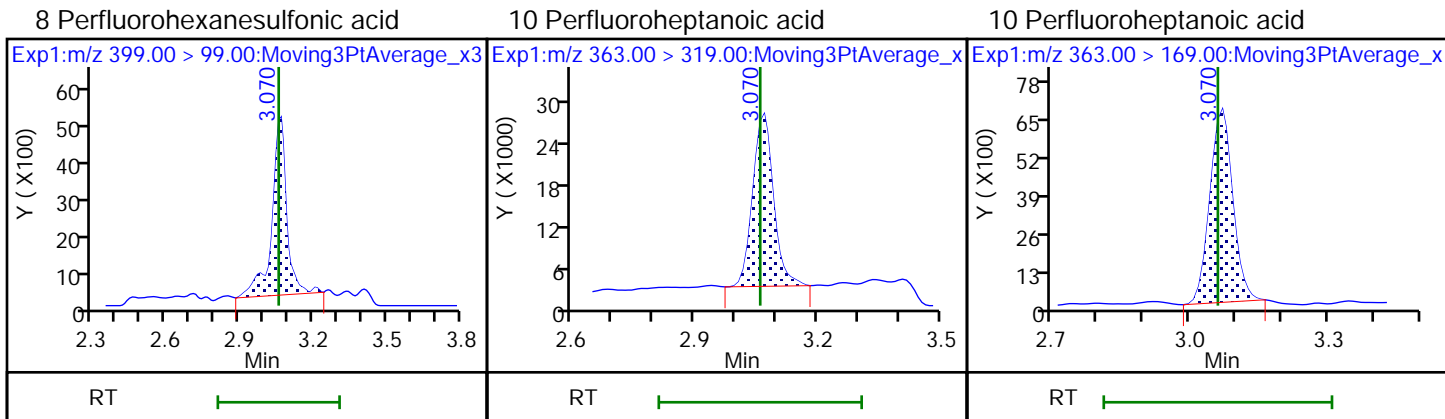 8 Perfluorohexanesulfonic acid
Exp1:m/z 399.00 > 99.00:Moving3PtAverage_x3
3.070
Y ( X100)
60
50
40
30
20
10
0
2.3 2.6 2.9 3.2 3.5 3.8
Min
RT
10 Perfluoroheptanoic acid
Exp1:m/z 363.00 > 319.00:Moving3PtAverage_x
3.070
Y ( X1000)
30
24
18
12
6
0
2.6 2.9 3.2 3.5
Min
RT
10 Perfluoroheptanoic acid
Exp1:m/z 363.00 > 169.00:Moving3PtAverage_x
3.070
Y ( X100)
78
65
52
39
26
13
0
2.7 3.0 3.3
Min
RT